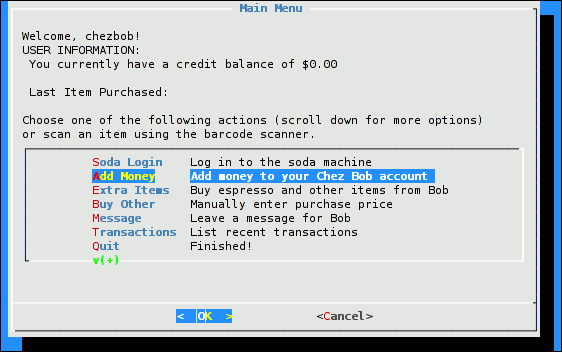 Main Menu
Welcome, chezbob!
USER INFORMATION:
You currently have a credit balance of $0.00
Last Item Purchased:
Choose one of the following actions (scroll down for more options)
or scan an item using the barcode scanner.
Soda Login Log in to the soda machine
Add Money Add money to your Chez Bob account
Extra Items Buy espresso and other items from Bob
Buy Other Manually enter purchase price
Message Leave a message for Bob
Transactions List recent transactions
Quit Finished!
v(+)
< OK > <Cancel>